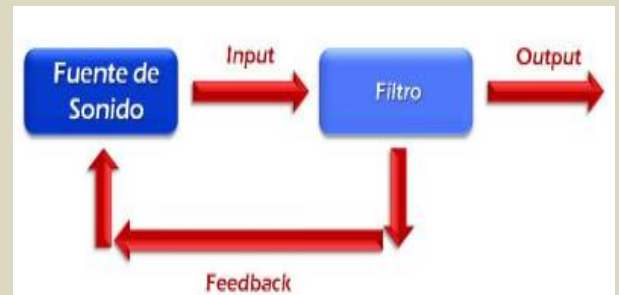 Input
Output
Fuente de
Sonido
Filtro
Feedback